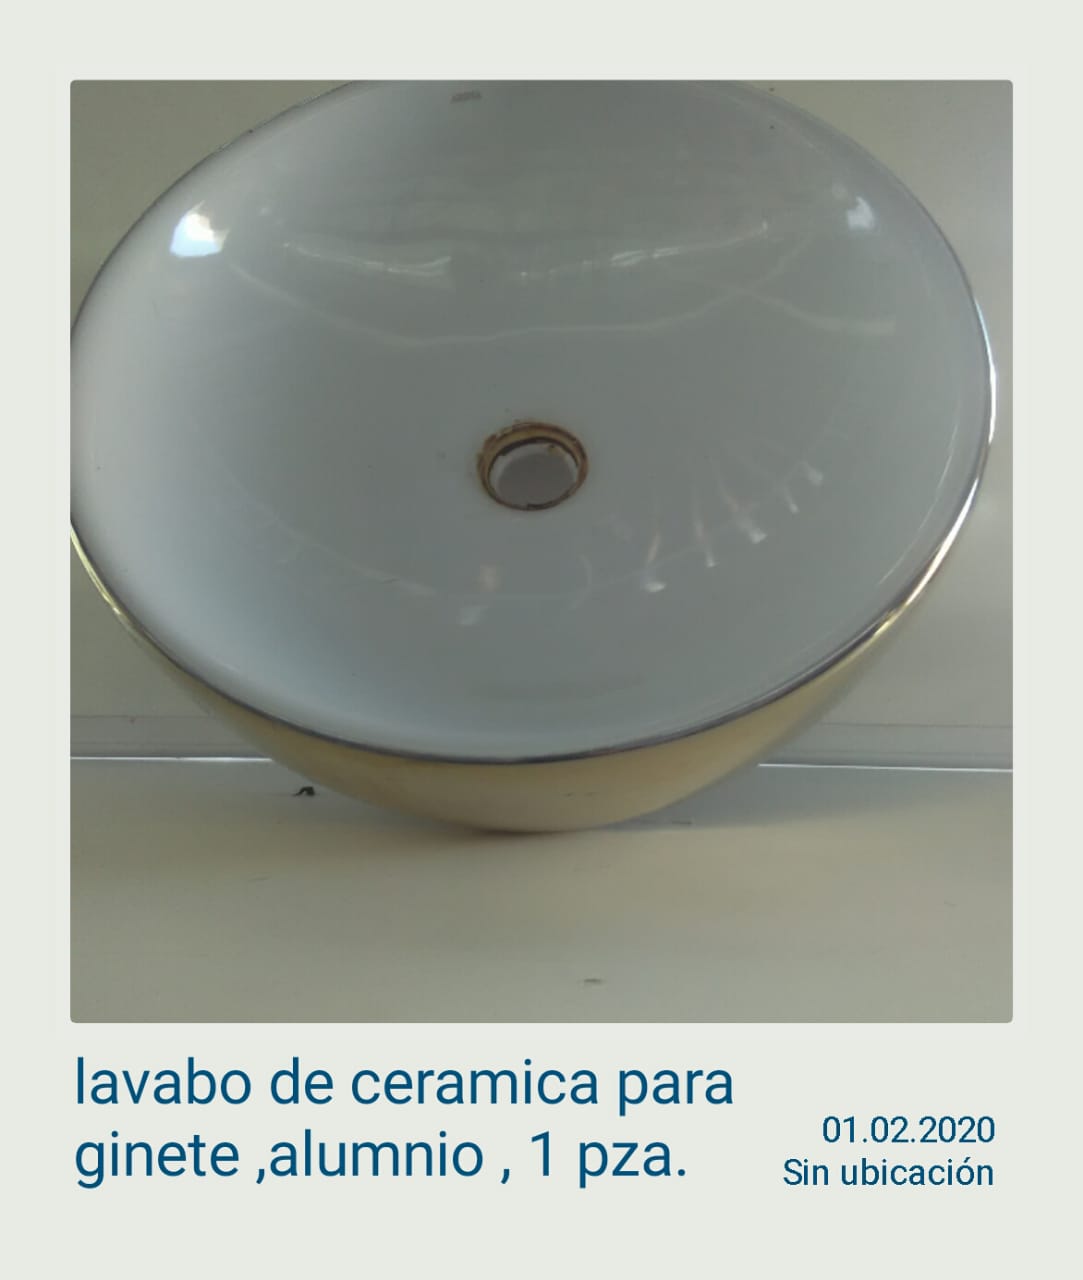 lavabo de ceramica para
ginete ,alumnio , 1 pza.
01.02.2020
Sin ubicación